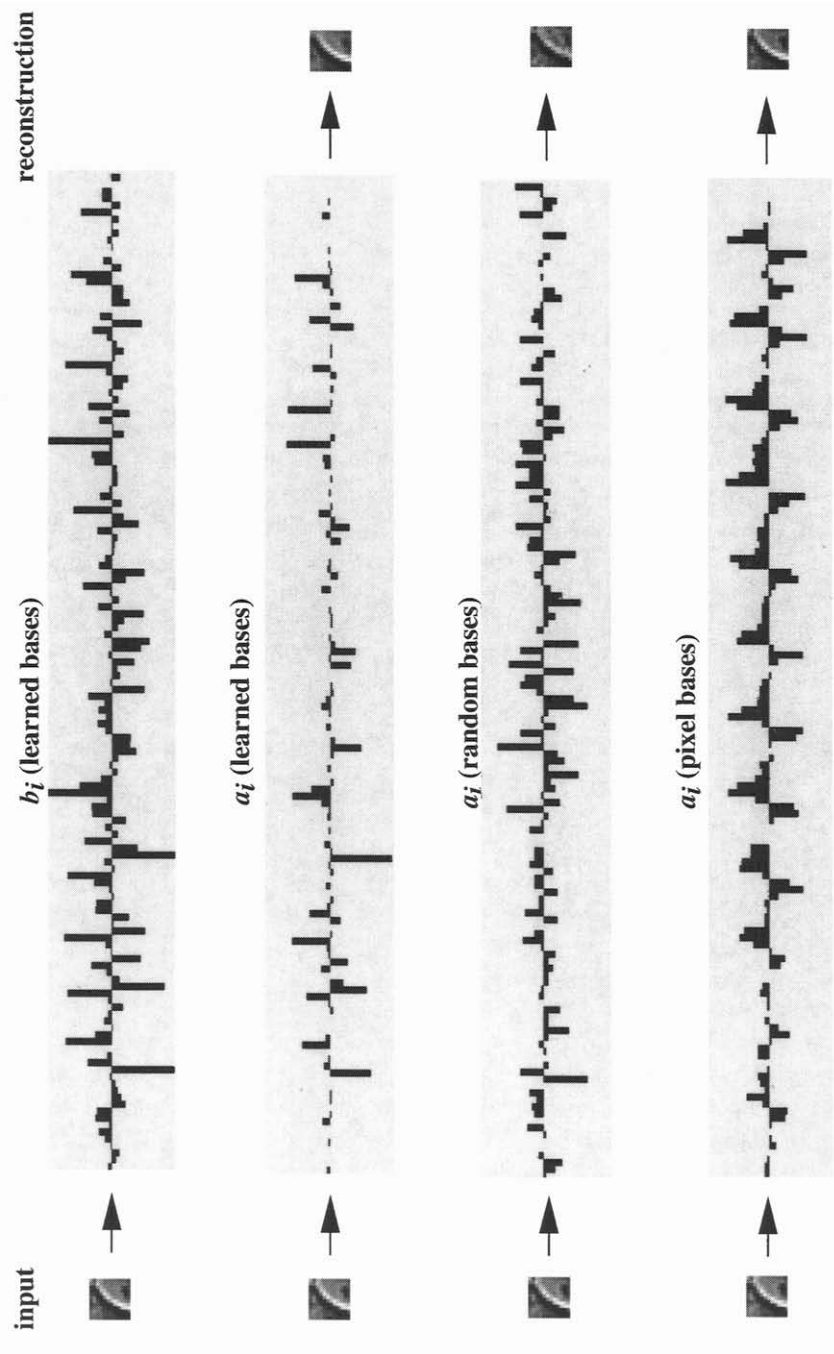 input
reconstruction
b_i (learned bases)
a_i (learned bases)
a_i (random bases)
a_i (pixel bases)